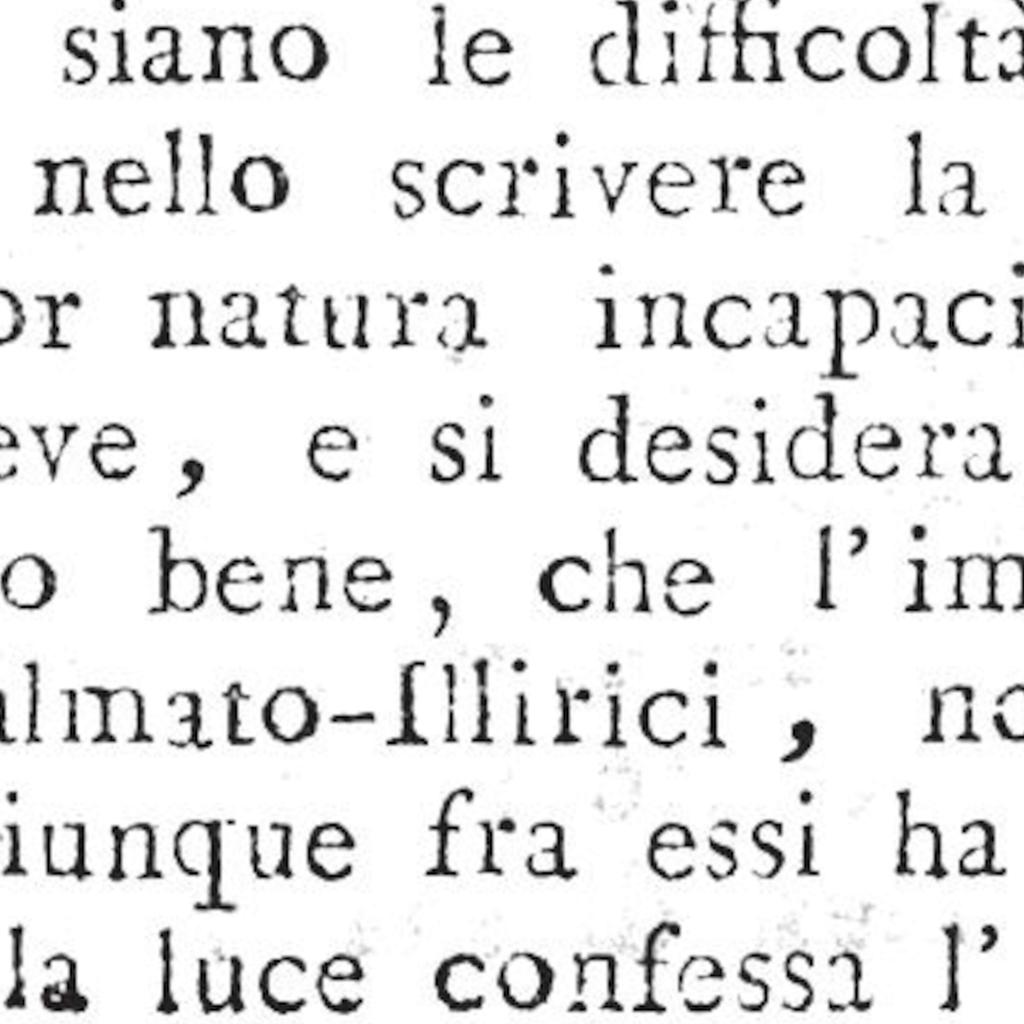 siano le difficoltà
nello scrivere la
or natura incapaci
eve, e si desidera
o bene, che l' im
almato-Illirici, no
iunque fra essi ha
la luce confessa l'